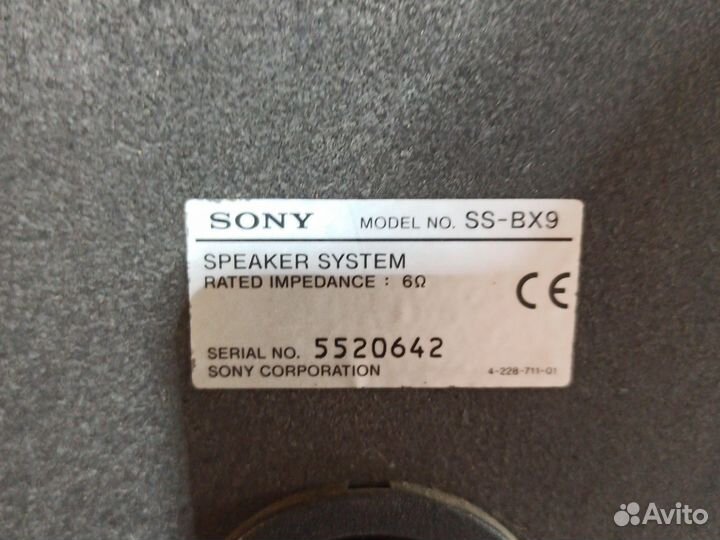 SONY MODEL NO. SS-BX9
SPEAKER SYSTEM
RATED IMPEDANCE : 6Ω
CE
SERIAL NO. 5520642
SONY CORPORATION 4-228-711-01
Avito